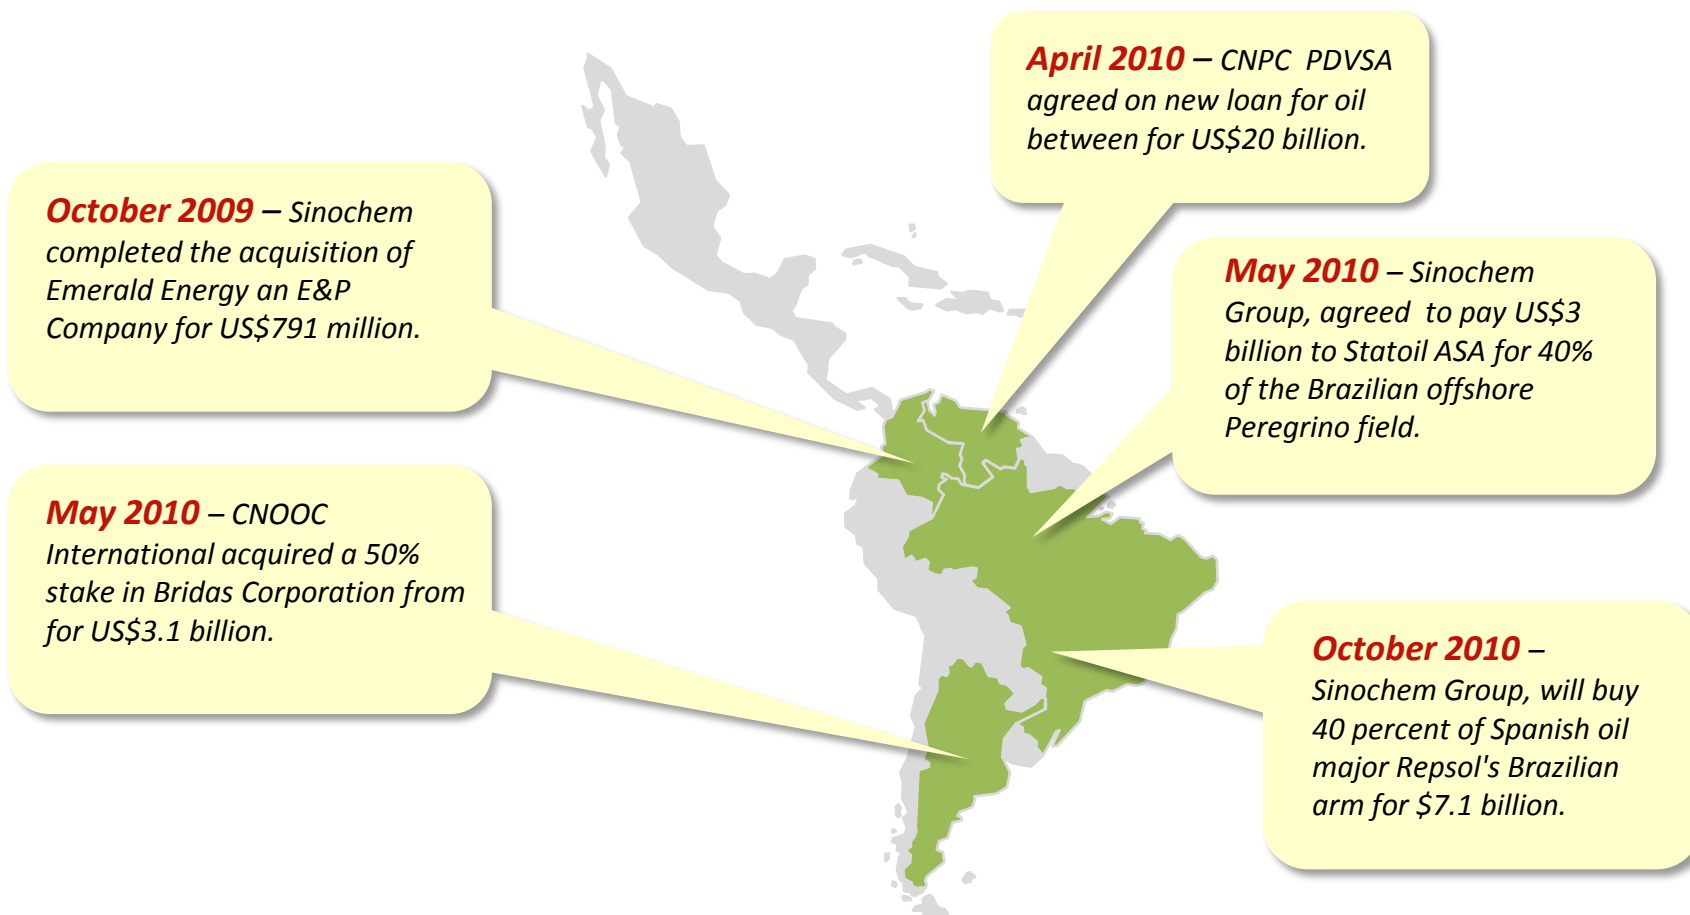 April 2010 – CNPC  PDVSA
agreed on new loan for oil
between for US$20 billion.
October 2009 – Sinochem
completed the acquisition of
Emerald Energy an E&P
Company for US$791 million.
May 2010 – Sinochem
Group, agreed  to pay US$3
billion to Statoil ASA for 40%
of the Brazilian offshore
Peregrino field.
May 2010 – CNOOC
International acquired a 50%
stake in Bridas Corporation from
for US$3.1 billion.
October 2010 –
Sinochem Group, will buy
40 percent of Spanish oil
major Repsol's Brazilian
arm for $7.1 billion.